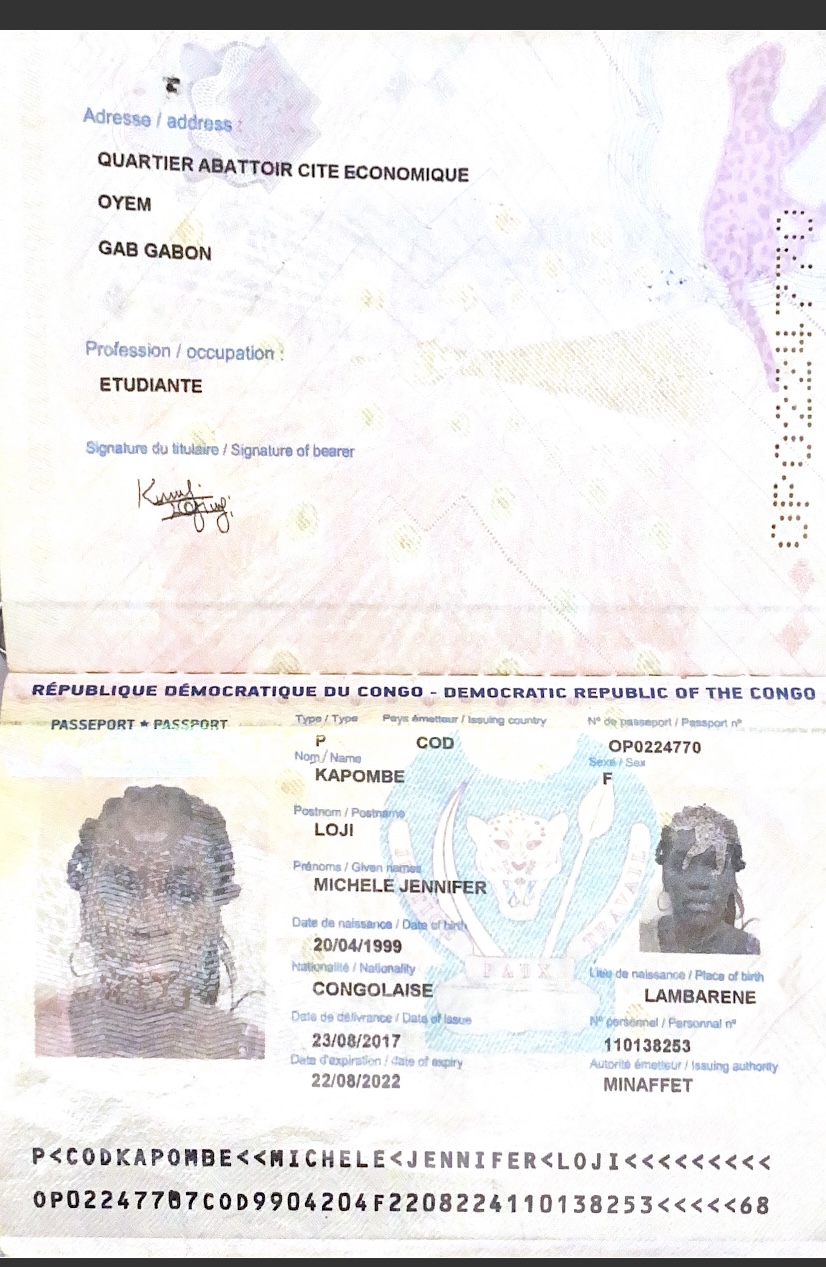 Adresse / address :
QUARTIER ABATTOIR CITE ECONOMIQUE
OYEM
GAB GABON
OP0224770
Profession / occupation :
ETUDIANTE
Signature du titulaire / Signature of bearer
RÉPUBLIQUE DÉMOCRATIQUE DU CONGO - DEMOCRATIC REPUBLIC OF THE CONGO
PASSEPORT ★ PASSPORT
Type / Type Pays émetteur / Issuing country N° de passeport / Passport n°
P COD OP0224770
Nom / Name Sexe / Sex
KAPOMBE F
Postnom / Postname
LOJI
Prénoms / Given names
MICHELE JENNIFER
Date de naissance / Date of birth
20/04/1999
TRAVAIL
PAIX
Nationalité / Nationality Lieu de naissance / Place of birth
CONGOLAISE LAMBARENE
Date de délivrance / Date of Issue N° personnel / Personnal n°
23/08/2017 110138253
Date d'expiration / date of expiry Autorité émetteur / Issuing authority
22/08/2022 MINAFFET
P<CODKAPOMBE<<MICHELE<JENNIFER<LOJI<<<<<<<<<
OP02247707COD9904204F2208224110138253<<<<<68